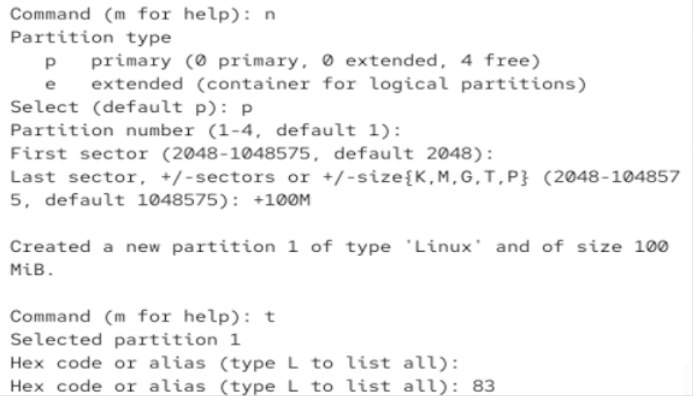 Command (m for help): n
Partition type
   p   primary (0 primary, 0 extended, 4 free)
   e   extended (container for logical partitions)
Select (default p): p
Partition number (1-4, default 1):
First sector (2048-1048575, default 2048):
Last sector, +/-sectors or +/-size{K,M,G,T,P} (2048-104857
5, default 1048575): +100M

Created a new partition 1 of type 'Linux' and of size 100
MiB.

Command (m for help): t
Selected partition 1
Hex code or alias (type L to list all):
Hex code or alias (type L to list all): 83